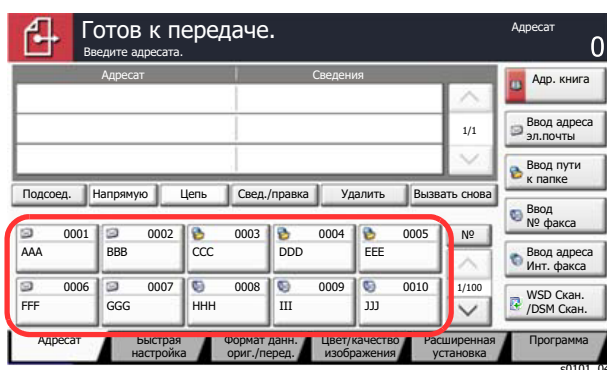 Готов к передаче.
Введите адресата.
Адресат
0
Адресат Сведения
1/1
Адр. книга
Ввод адреса
эл.почты
Ввод пути
к папке
Ввод
№ факса
Ввод адреса
Инт. факса
WSD Скан.
/DSM Скан.
Подсоед. Напрямую Цепь Свед./правка Удалить Вызвать снова
0001 0002 0003 0004 0005 №
AAA BBB CCC DDD EEE
0006 0007 0008 0009 0010 1/100
FFF GGG HHH III JJJ
Адресат
Быстрая
настройка
Формат данн.
ориг./перед.
Цвет/качество
изображения
Расширенная
установка
Программа
s0101_04